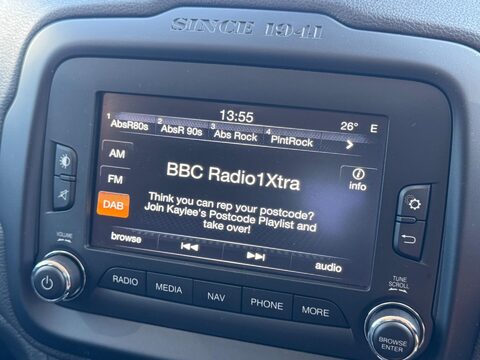 SINCE 1941
13:55
26° E
1 AbsR80s 2 AbsR 90s 3 Abs Rock 4 PlntRock
AM
BBC Radio1Xtra
i info
FM
DAB
Think you can rep your postcode?
Join Kaylee's Postcode Playlist and
take over!
browse
audio
VOLUME
TUNE
SCROLL
RADIO MEDIA NAV PHONE MORE
BROWSE
ENTER